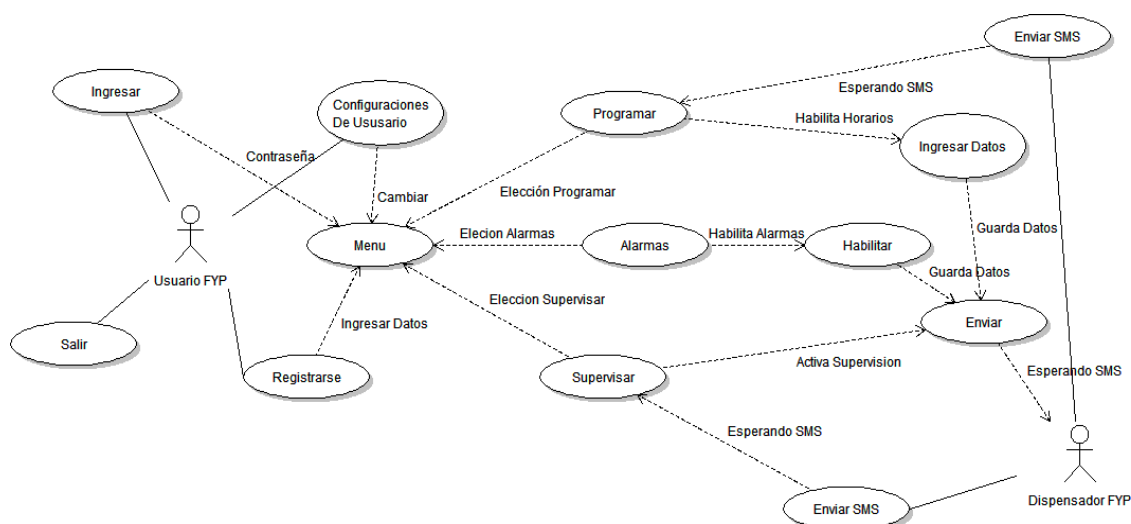 Enviar SMS
Ingresar
Configuraciones
De Ususario
Esperando SMS
Programar
Habilita Horarios
Ingresar Datos
Contraseña
Cambiar
Elección Programar
Menu
Elecion Alarmas
Alarmas
Habilita Alarmas
Habilitar
Guarda Datos
Usuario FYP
Guarda Datos
Eleccion Supervisar
Ingresar Datos
Enviar
Salir
Registrarse
Supervisar
Activa Supervision
Esperando SMS
Esperando SMS
Enviar SMS
Dispensador FYP